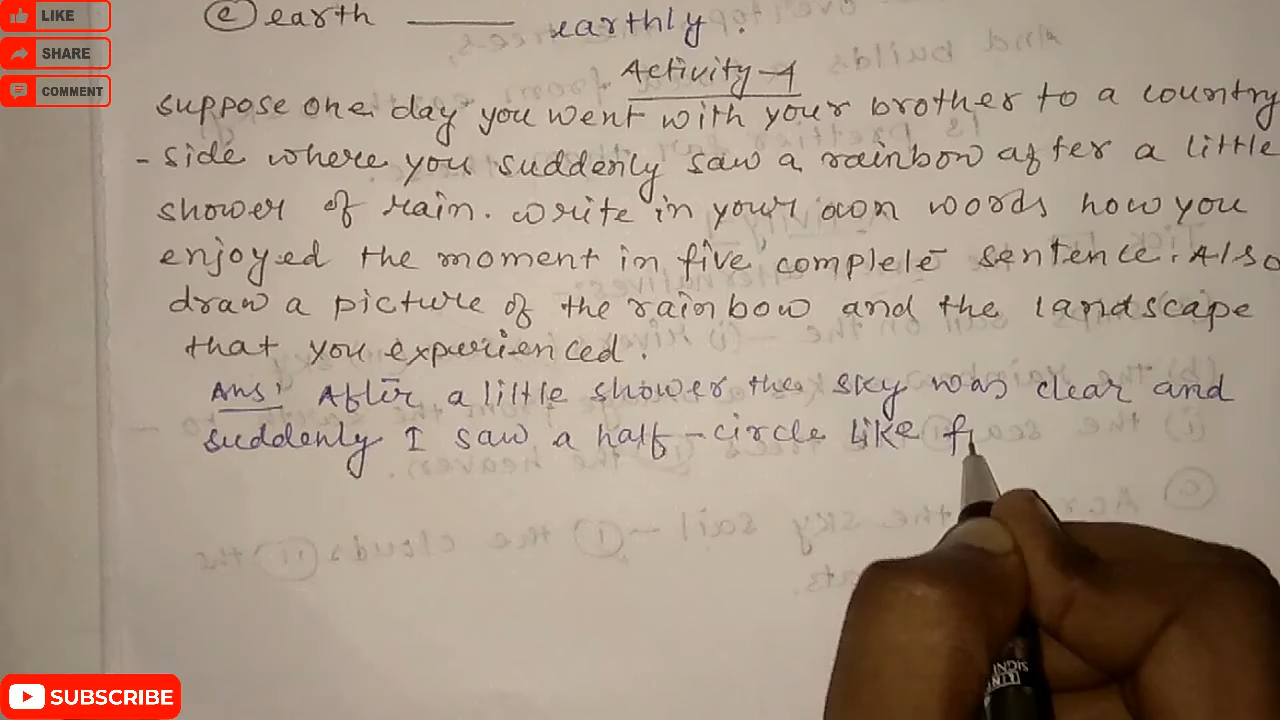 LIKE
SHARE
COMMENT
(e) earth ——— earthly.
Activity-4
suppose one day you went with your brother to a country
- side where you suddenly saw a rainbow after a little
shower of rain. write in your own words how you
enjoyed the moment in five complete sentence. Also
draw a picture of the rainbow and the landscape
that you experienced.
Ans: After a little shower the sky was clear and
suddenly I saw a half-circle like f
SUBSCRIBE